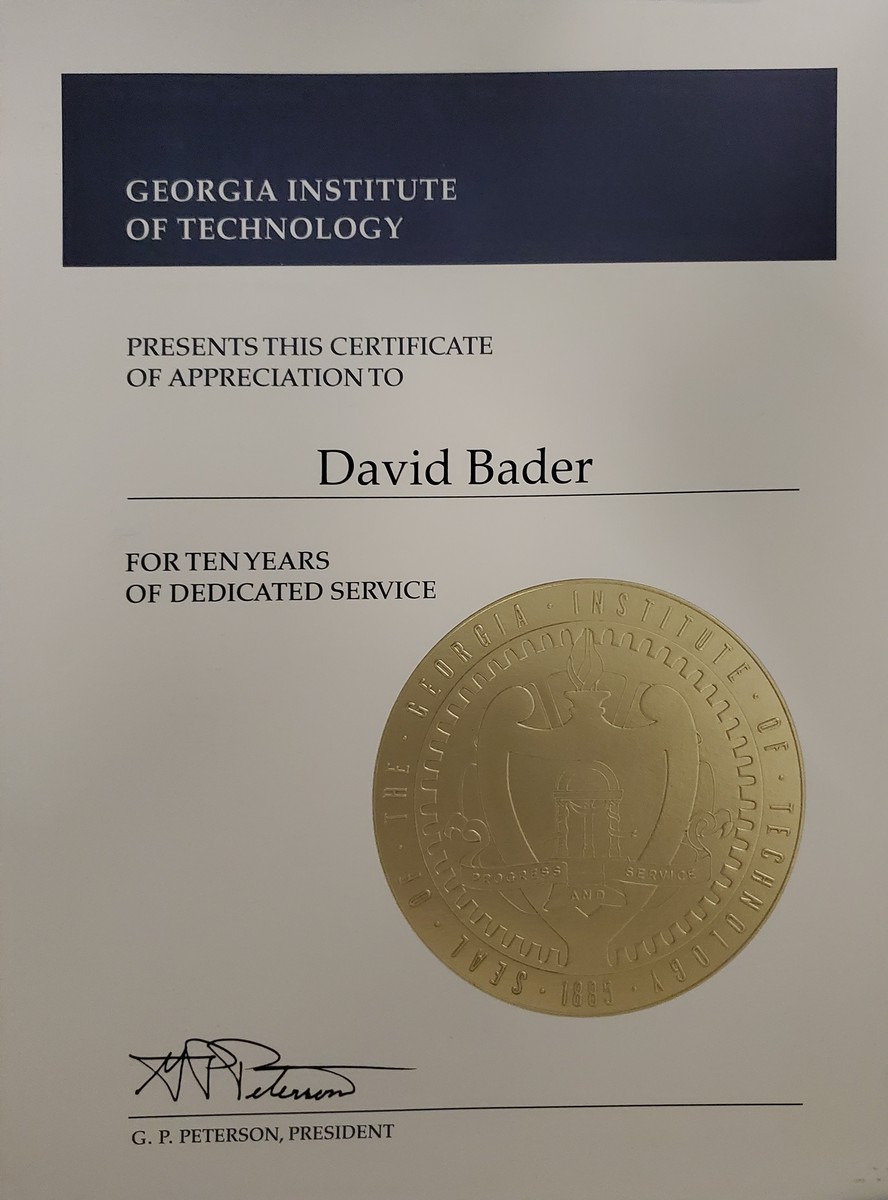 GEORGIA INSTITUTE
OF TECHNOLOGY
PRESENTS THIS CERTIFICATE
OF APPRECIATION TO
David Bader
FOR TEN YEARS
OF DEDICATED SERVICE
SEAL · OF · THE · GEORGIA · INSTITUTE · OF · TECHNOLOGY · 1885
PROGRESS AND SERVICE
G P Peterson
G. P. PETERSON, PRESIDENT